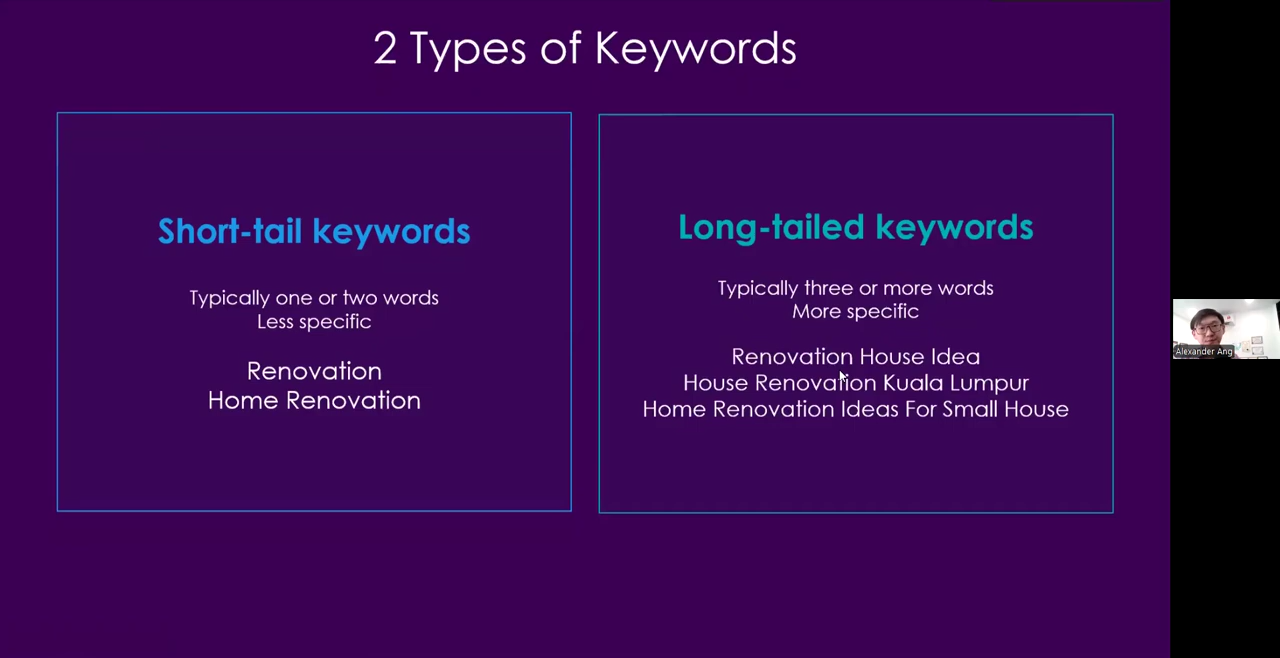 2 Types of Keywords
Short-tail keywords
Typically one or two words
Less specific
Renovation
Home Renovation
Long-tailed keywords
Typically three or more words
More specific
Renovation House Idea
House Renovation Kuala Lumpur
Home Renovation Ideas For Small House
Alexander Ang